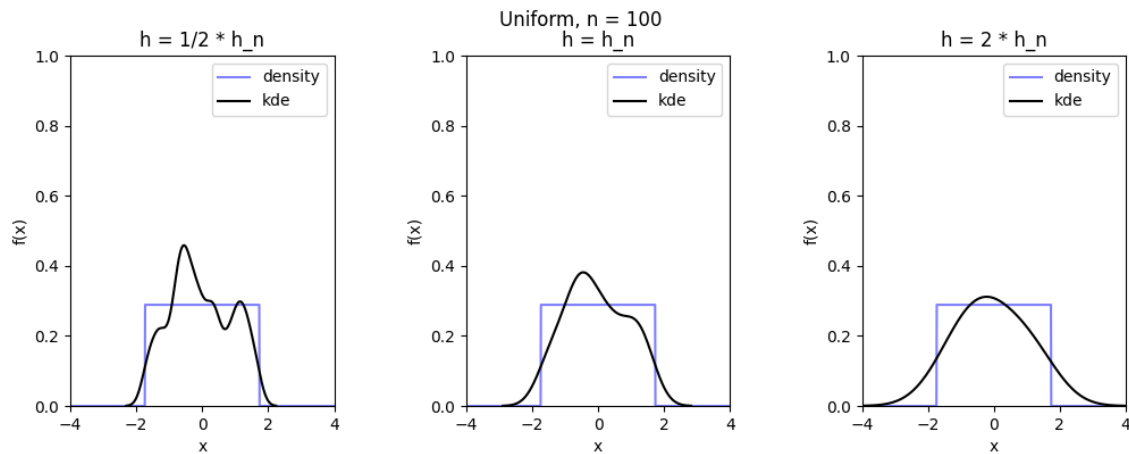 Uniform, n = 100
h = 1/2 * h_n
1.0
0.8
0.6
0.4
0.2
0.0
f(x)
density
kde
−4
−2
0
2
4
x
h = h_n
1.0
0.8
0.6
0.4
0.2
0.0
f(x)
density
kde
−4
−2
0
2
4
x
h = 2 * h_n
1.0
0.8
0.6
0.4
0.2
0.0
f(x)
density
kde
−4
−2
0
2
4
x